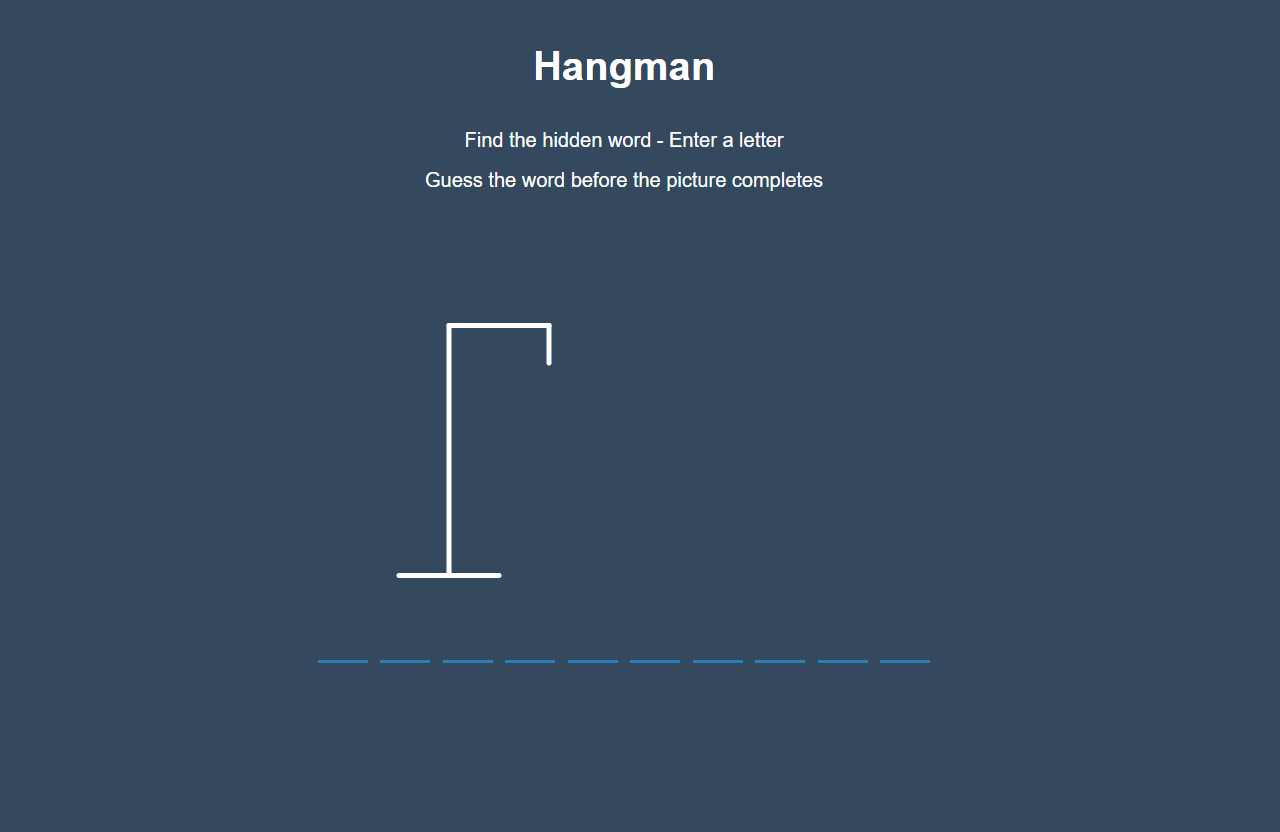 Hangman
Find the hidden word - Enter a letter
Guess the word before the picture completes